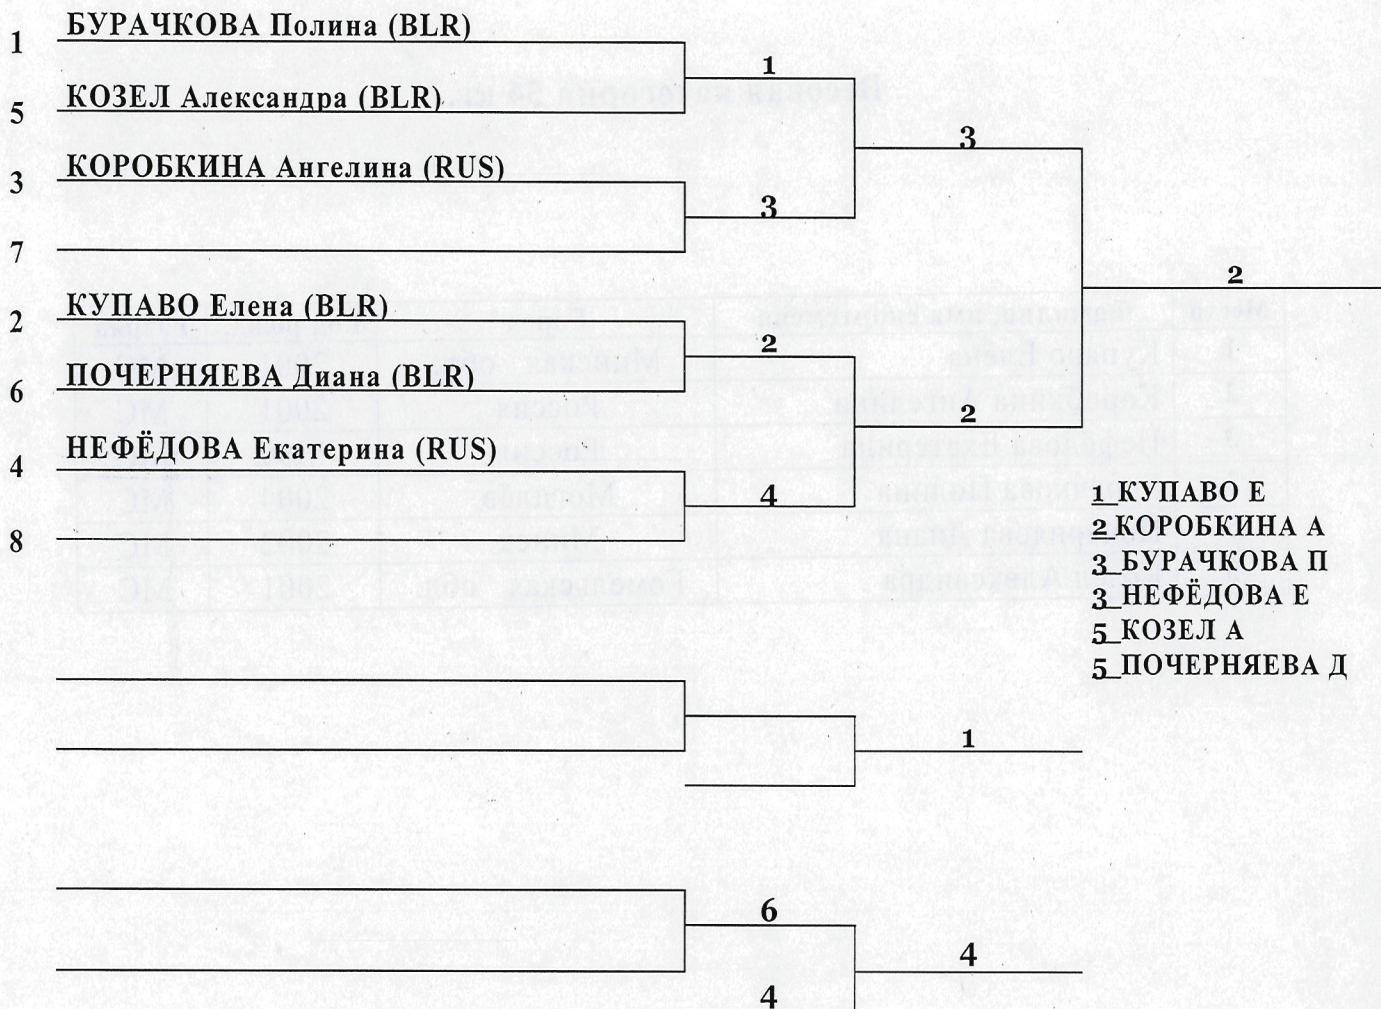 1 БУРАЧКОВА Полина (BLR)
5 КОЗЕЛ Александра (BLR)
3 КОРОБКИНА Ангелина (RUS)
7
2 КУПАВО Елена (BLR)
6 ПОЧЕРНЯЕВА Диана (BLR)
4 НЕФЁДОВА Екатерина (RUS)
8
1
3
2
4
3
2
2
1 КУПАВО Е
2 КОРОБКИНА А
3 БУРАЧКОВА П
3 НЕФЁДОВА Е
5 КОЗЕЛ А
5 ПОЧЕРНЯЕВА Д
1
6
4
4